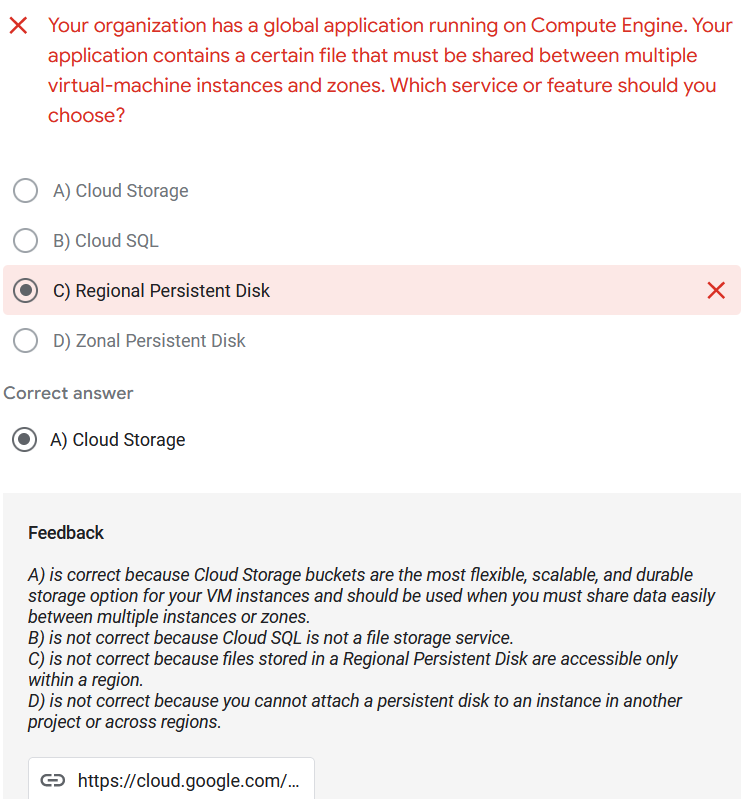 Your organization has a global application running on Compute Engine. Your
application contains a certain file that must be shared between multiple
virtual-machine instances and zones. Which service or feature should you
choose?
A) Cloud Storage
B) Cloud SQL
C) Regional Persistent Disk
D) Zonal Persistent Disk
Correct answer
A) Cloud Storage
Feedback
A) is correct because Cloud Storage buckets are the most flexible, scalable, and durable
storage option for your VM instances and should be used when you must share data easily
between multiple instances or zones.
B) is not correct because Cloud SQL is not a file storage service.
C) is not correct because files stored in a Regional Persistent Disk are accessible only
within a region.
D) is not correct because you cannot attach a persistent disk to an instance in another
project or across regions.
https://cloud.google.com/...